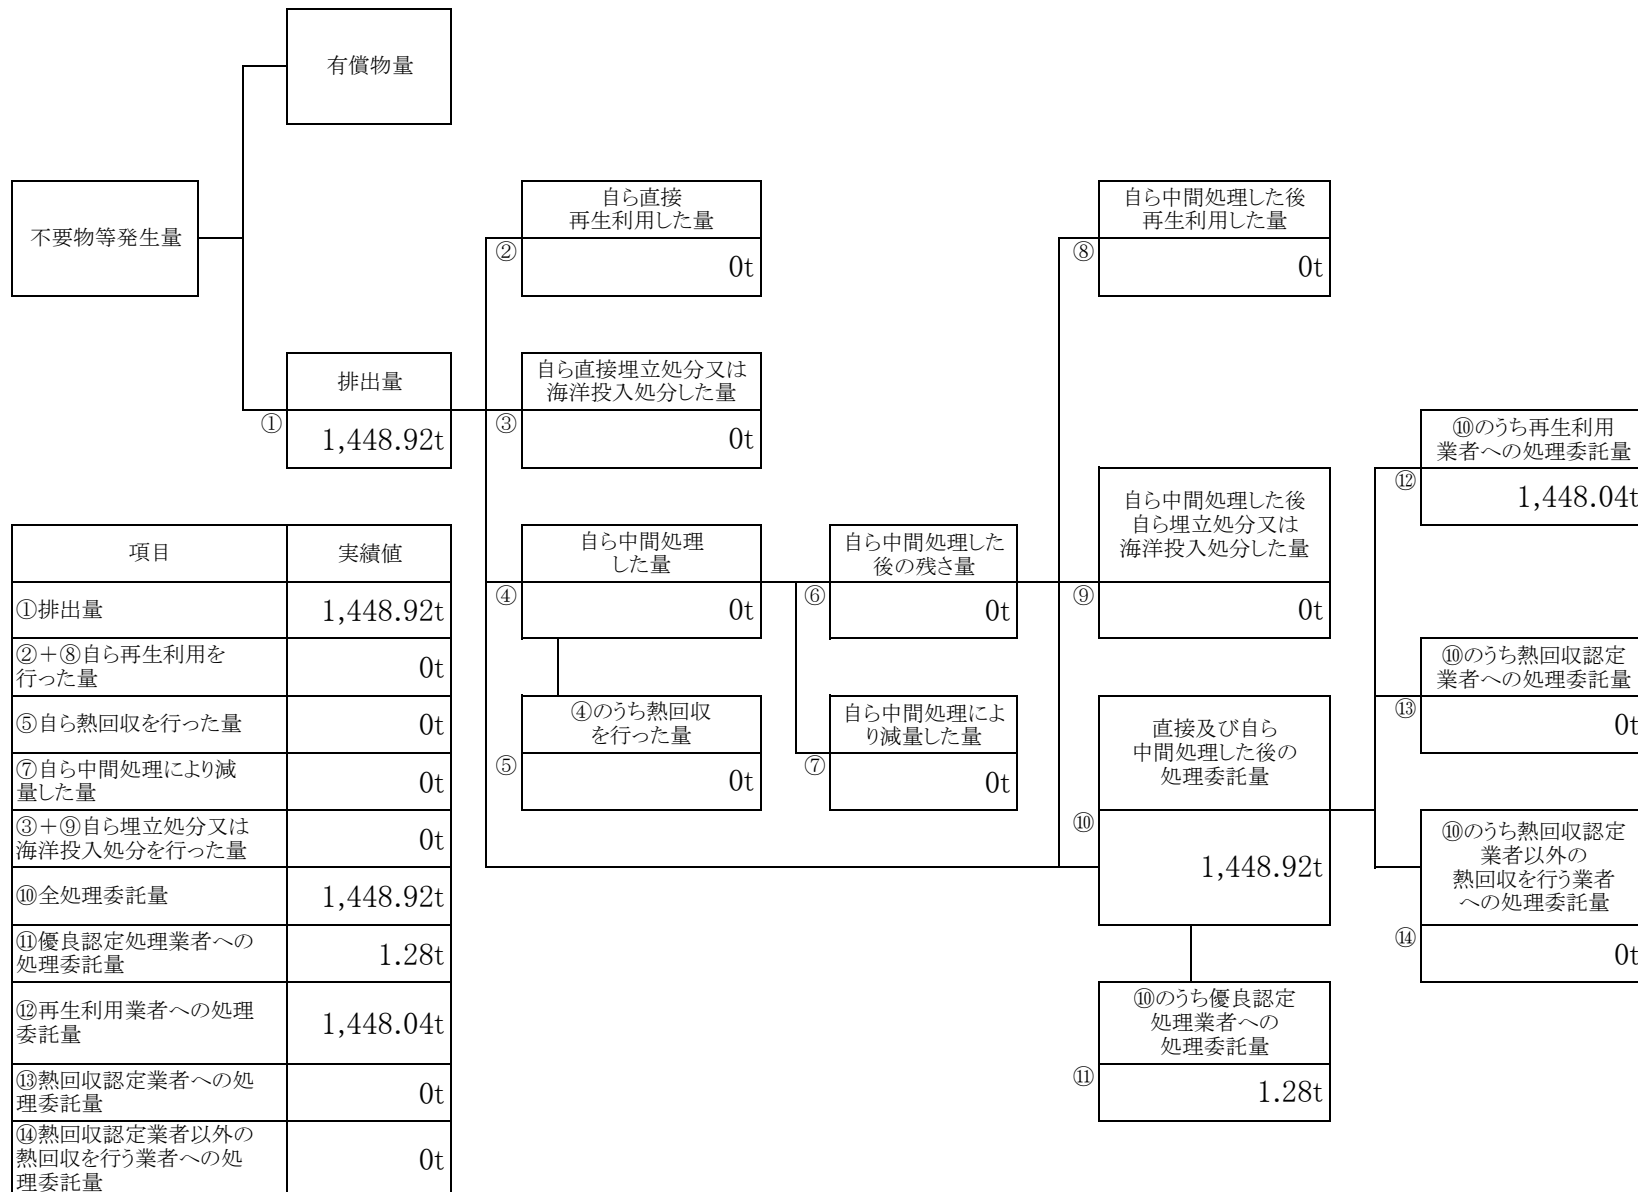 有償物量
不要物等発生量
排出量
①
1,448.92t
自ら直接
再生利用した量
②
0t
自ら直接埋立処分又は
海洋投入処分した量
③
0t
自ら中間処理
した量
④
0t
④のうち熱回収
を行った量
⑤
0t
自ら中間処理した
後の残さ量
⑥
0t
自ら中間処理によ
り減量した量
⑦
0t
自ら中間処理した後
再生利用した量
⑧
0t
自ら中間処理した後
自ら埋立処分又は
海洋投入処分した量
⑨
0t
直接及び自ら
中間処理した後の
処理委託量
⑩
1,448.92t
⑩のうち優良認定
処理業者への
処理委託量
⑪
1.28t
⑩のうち再生利用
業者への処理委託量
⑫
1,448.04t
⑩のうち熱回収認定
業者への処理委託量
⑬
0t
⑩のうち熱回収認定
業者以外の
熱回収を行う業者
への処理委託量
⑭
0t
項目 実績値
①排出量 1,448.92t
②+⑧自ら再生利用を
行った量 0t
⑤自ら熱回収を行った量 0t
⑦自ら中間処理により減
量した量 0t
③+⑨自ら埋立処分又は
海洋投入処分を行った量 0t
⑩全処理委託量 1,448.92t
⑪優良認定処理業者への
処理委託量 1.28t
⑫再生利用業者への処理
委託量 1,448.04t
⑬熱回収認定業者への処
理委託量 0t
⑭熱回収認定業者以外の
熱回収を行う業者への処
理委託量 0t